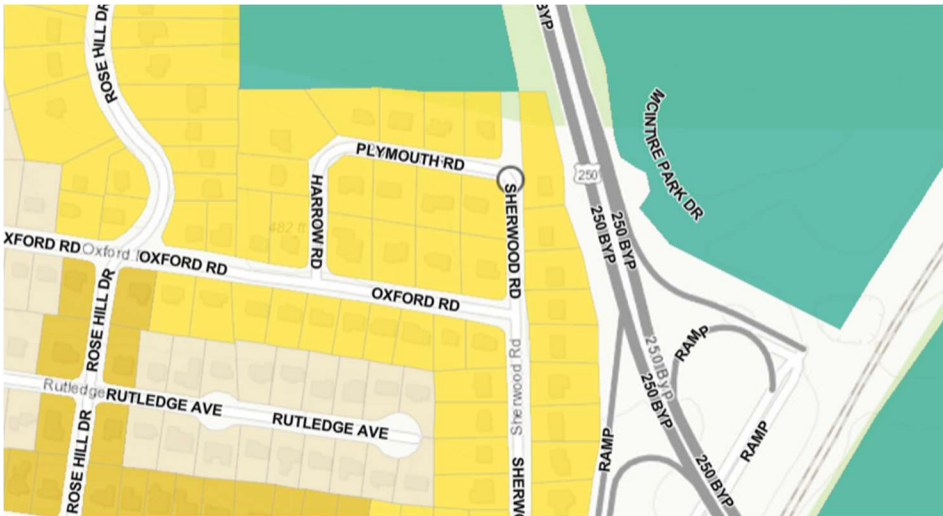 BYP
ROSE HILL DR
MCINTIRE PARK DR
PLYMOUTH RD
250
HARROW RD
SHERWOOD RD
482 ft
250 BYP
250 BYP
XFORD RD
Oxford
OXFORD RD
OXFORD RD
ROSE HILL DR
RAMP
250 Byp
Sherwood Rd
250 BYP
Rutledge
RUTLEDGE AVE
RUTLEDGE AVE
ROSE HILL DR
RAMP
RAMP
250 BYP
SHERW